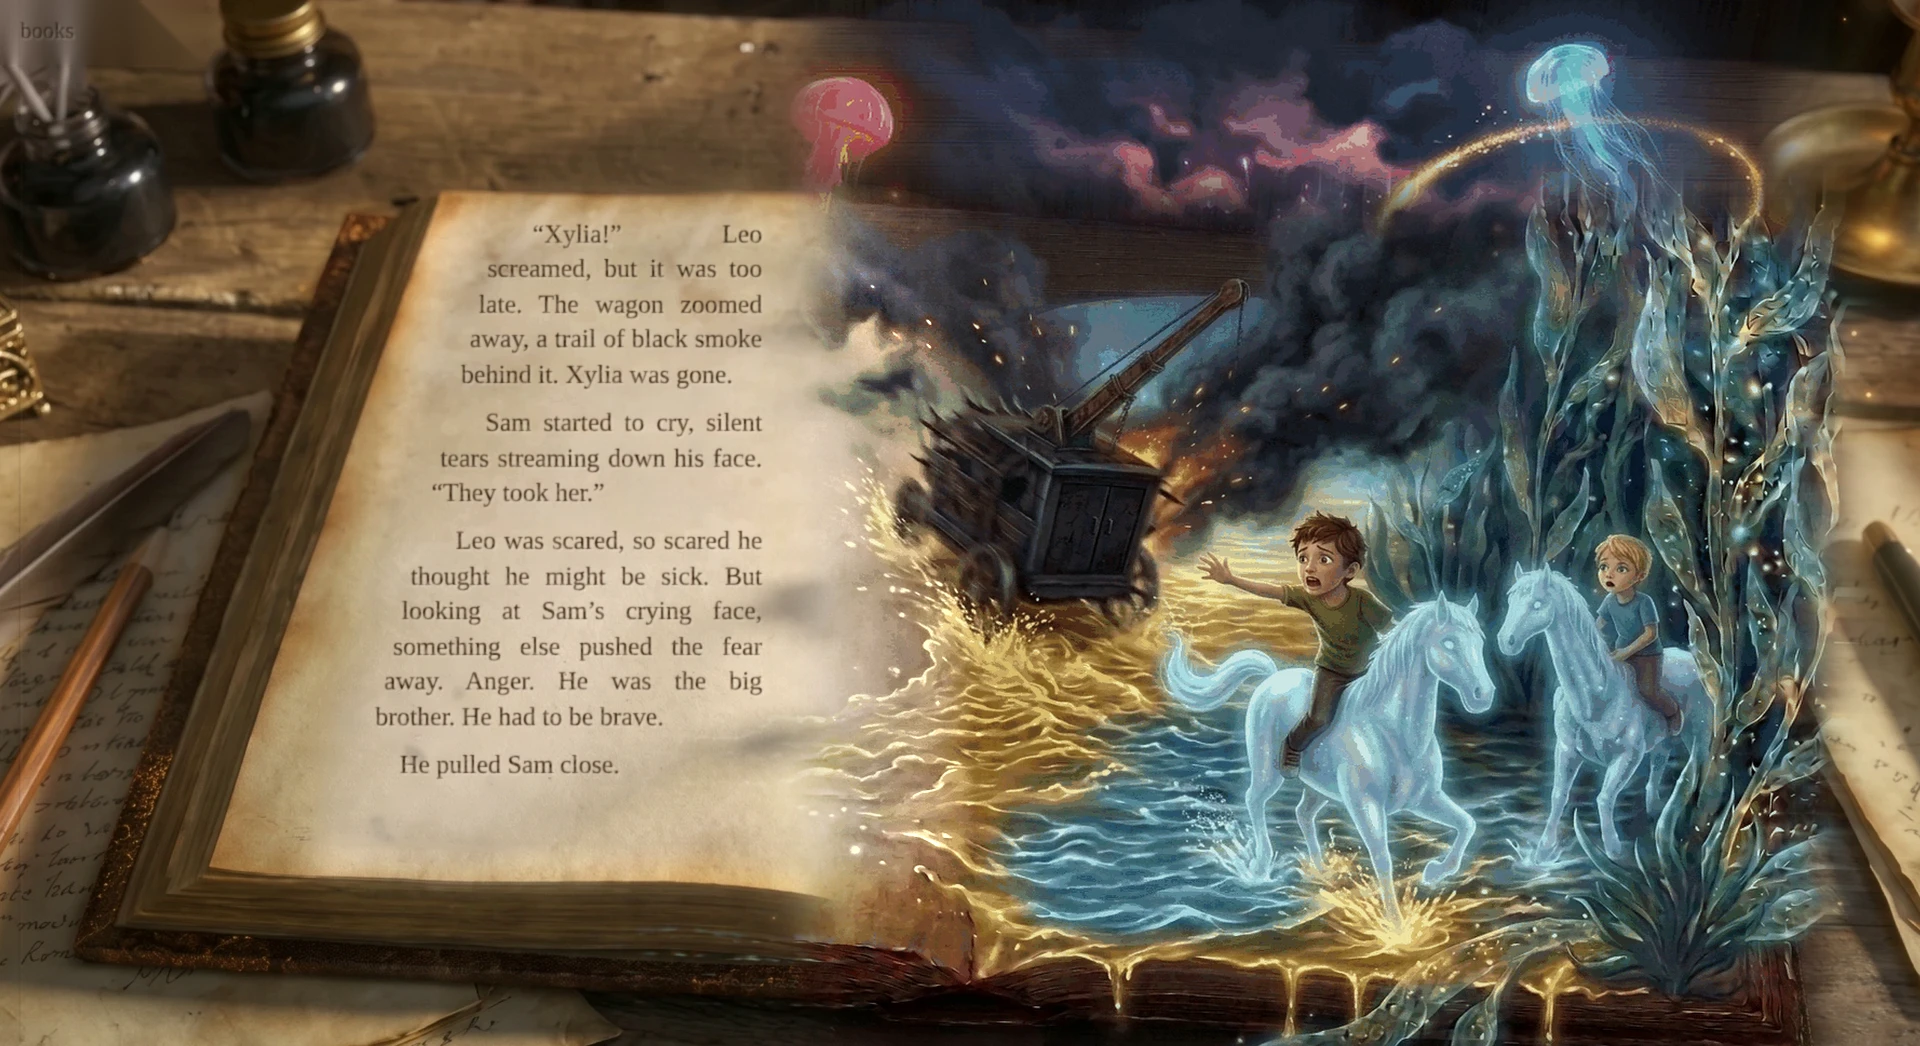 books
“Xylia!” Leo
screamed, but it was too
late. The wagon zoomed
away, a trail of black smoke
behind it. Xylia was gone.
Sam started to cry, silent
tears streaming down his face.
“They took her.”
Leo was scared, so scared he
thought he might be sick. But
looking at Sam’s crying face,
something else pushed the fear
away. Anger. He was the big
brother. He had to be brave.
He pulled Sam close.